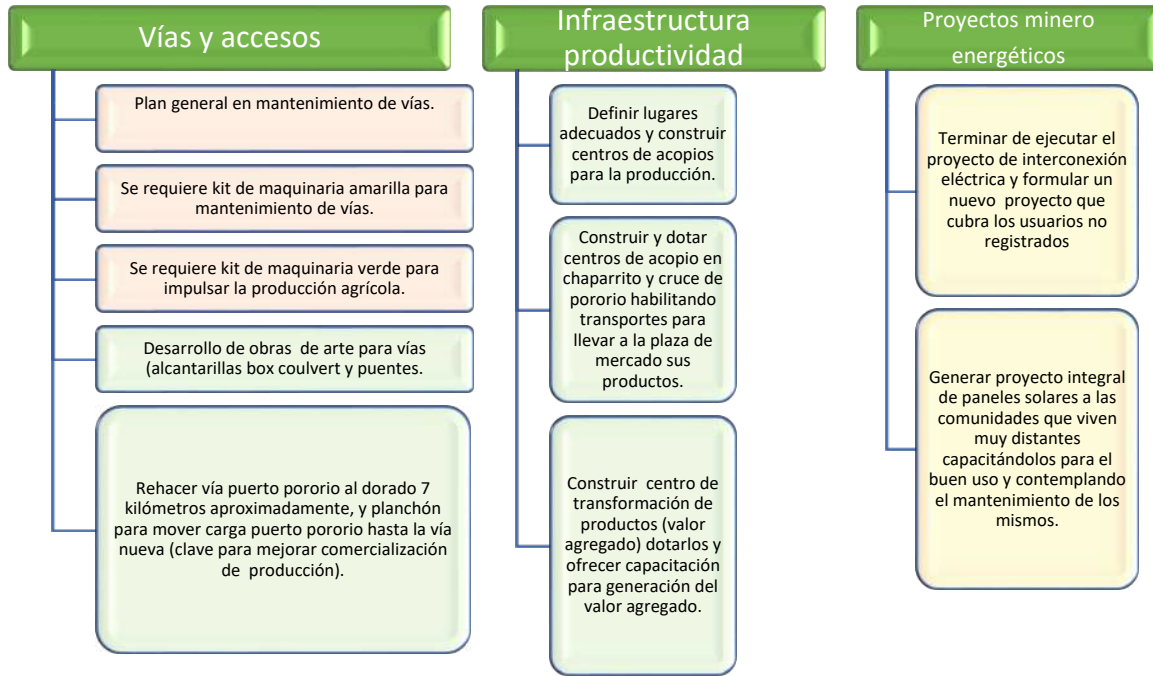 Vías y accesos
Plan general en mantenimiento de vías.
Se requiere kit de maquinaria amarilla para
mantenimiento de vías.
Se requiere kit de maquinaria verde para
impulsar la producción agrícola.
Desarrollo de obras de arte para vías
(alcantarillas box coulvert y puentes.
Rehacer vía puerto pororio al dorado 7
kilómetros aproximadamente, y planchón
para mover carga puerto pororio hasta la vía
nueva (clave para mejorar comercialización
de producción).
Infraestructura
productividad
Definir lugares
adecuados y construir
centros de acopios
para la producción.
Construir y dotar
centros de acopio en
chaparrito y cruce de
pororio habilitando
transportes para
llevar a la plaza de
mercado sus
productos.
Construir centro de
transformación de
productos (valor
agregado) dotarlos y
ofrecer capacitación
para generación del
valor agregado.
Proyectos minero
energéticos
Terminar de ejecutar el
proyecto de interconexión
eléctrica y formular un
nuevo proyecto que
cubra los usuarios no
registrados
Generar proyecto integral
de paneles solares a las
comunidades que viven
muy distantes
capacitándolos para el
buen uso y contemplando
el mantenimiento de los
mismos.